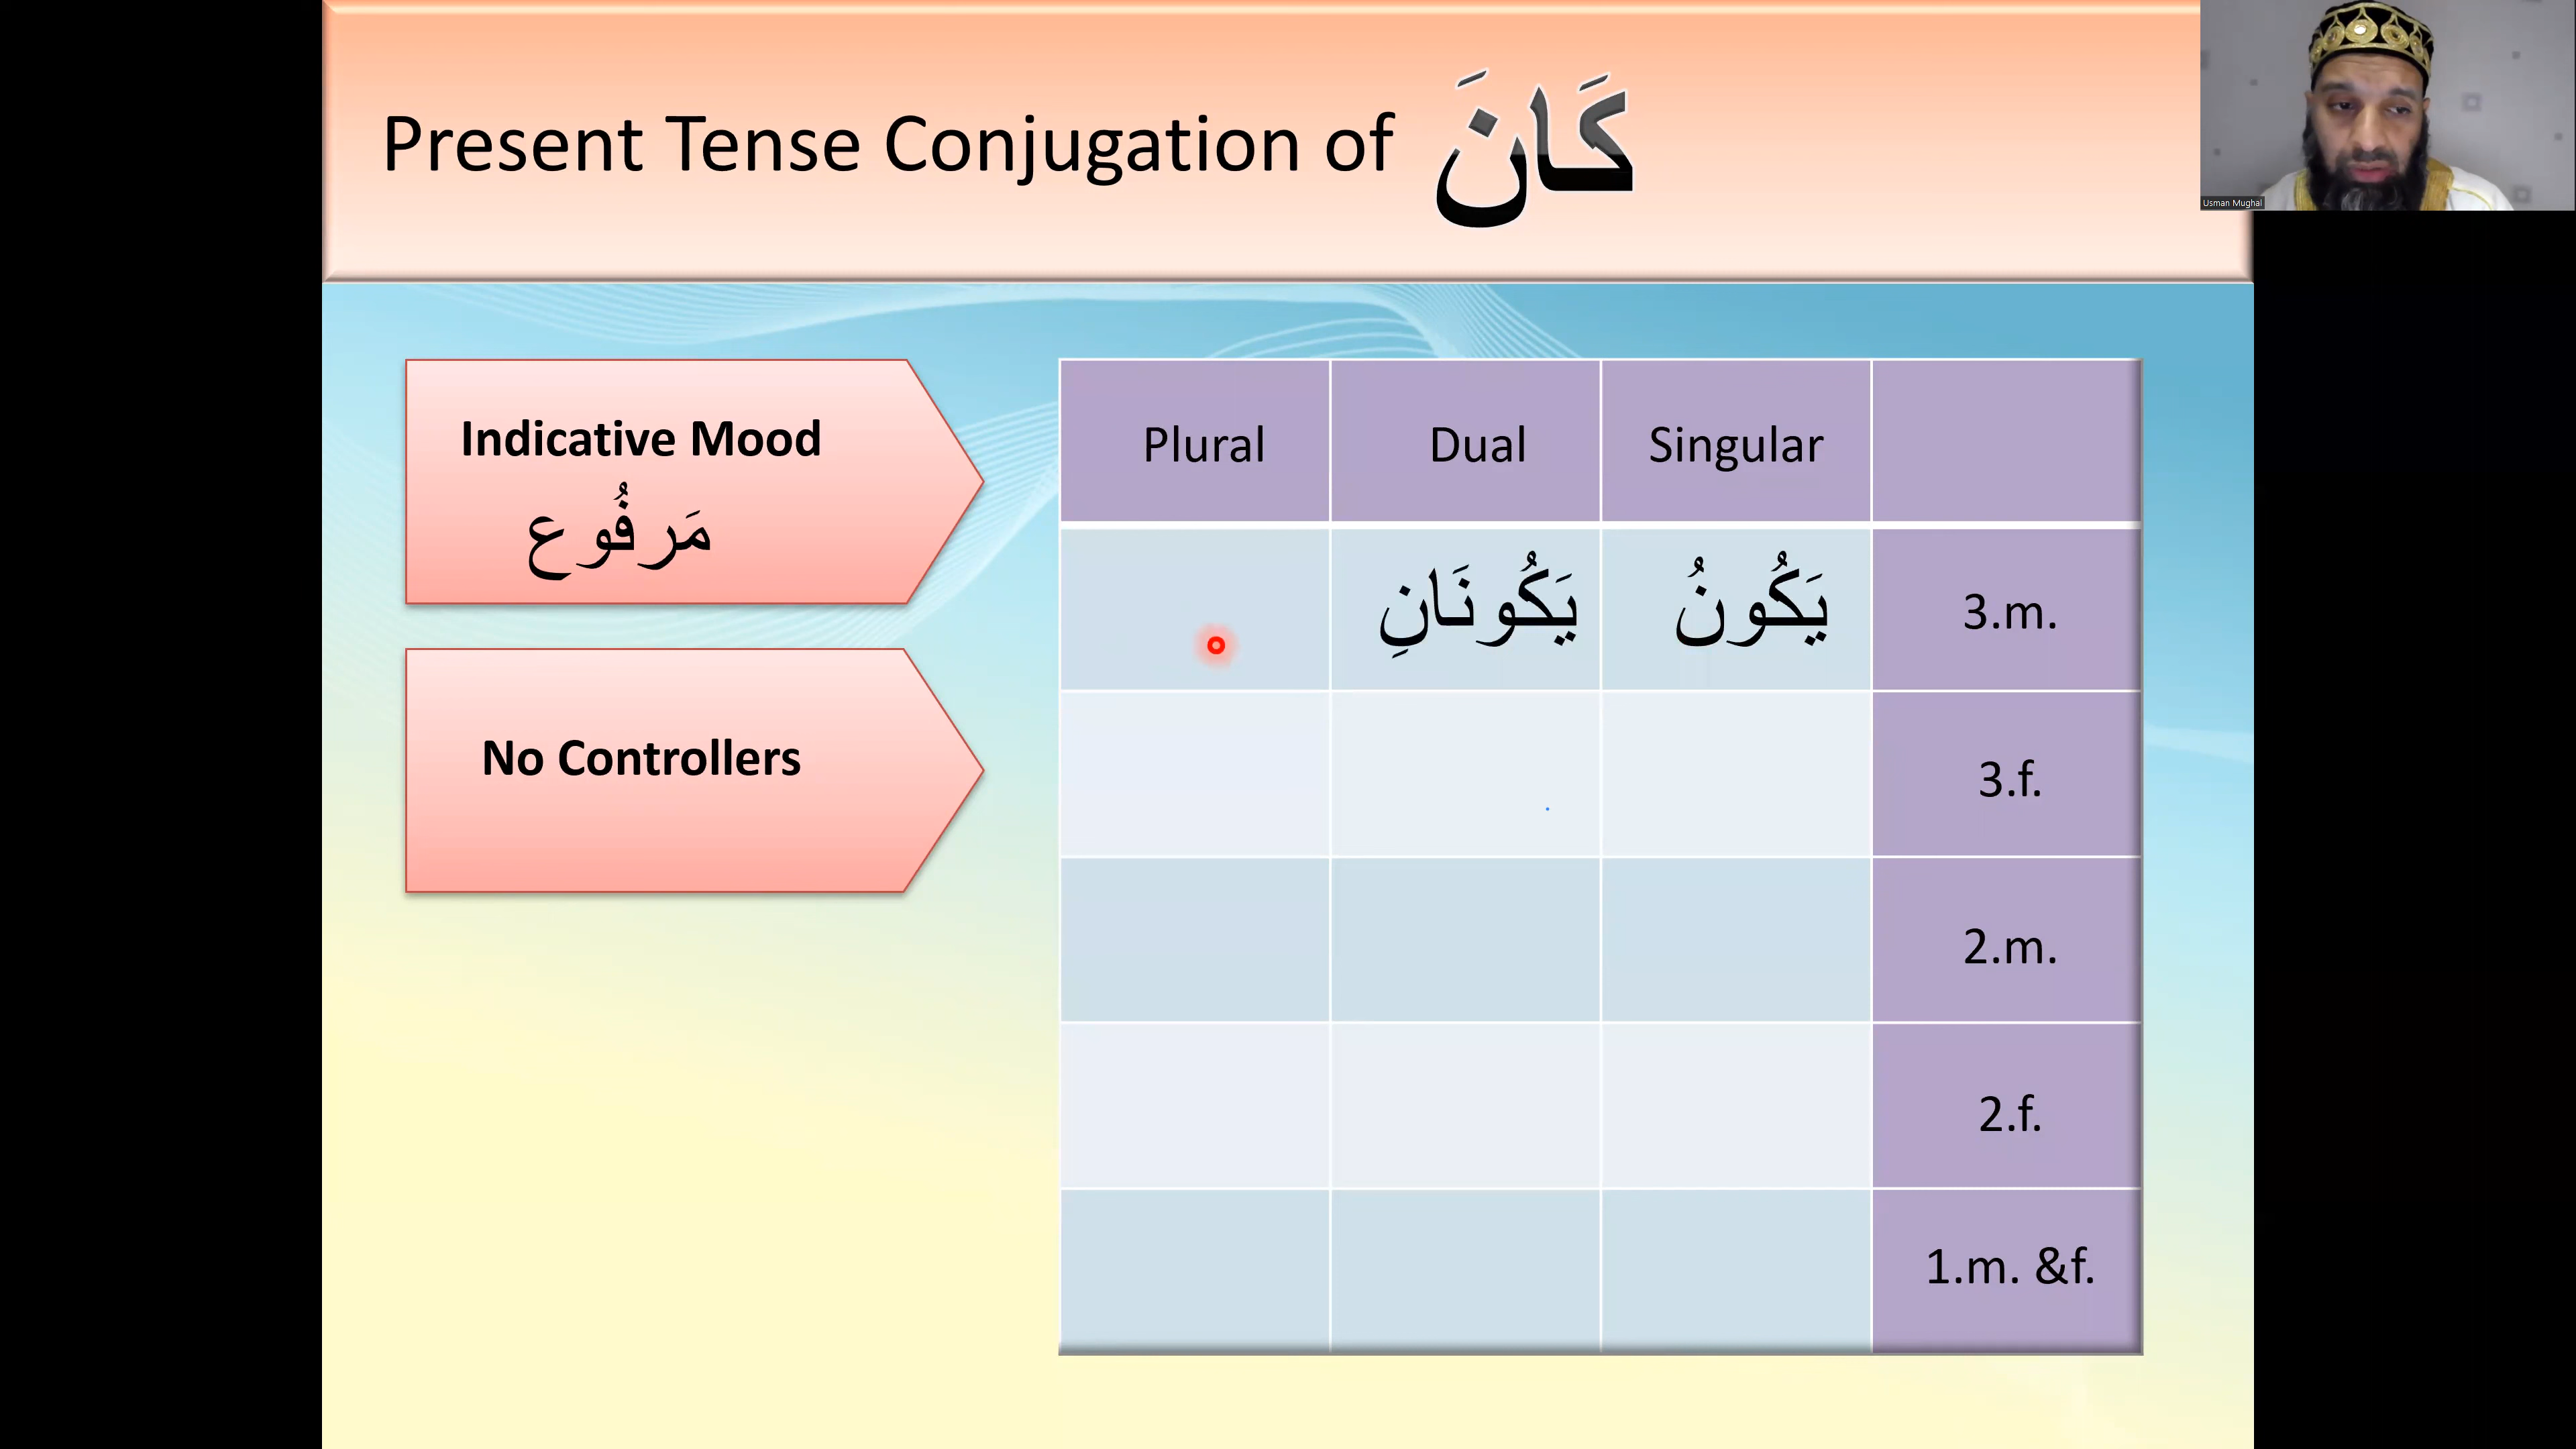 Present Tense Conjugation of كَانَ
Usman Mughal
Indicative Mood
مَرفُوع
No Controllers
Plural Dual Singular
يَكُونَانِ يَكُونُ 3.m.
3.f.
2.m.
2.f.
1.m. &f.